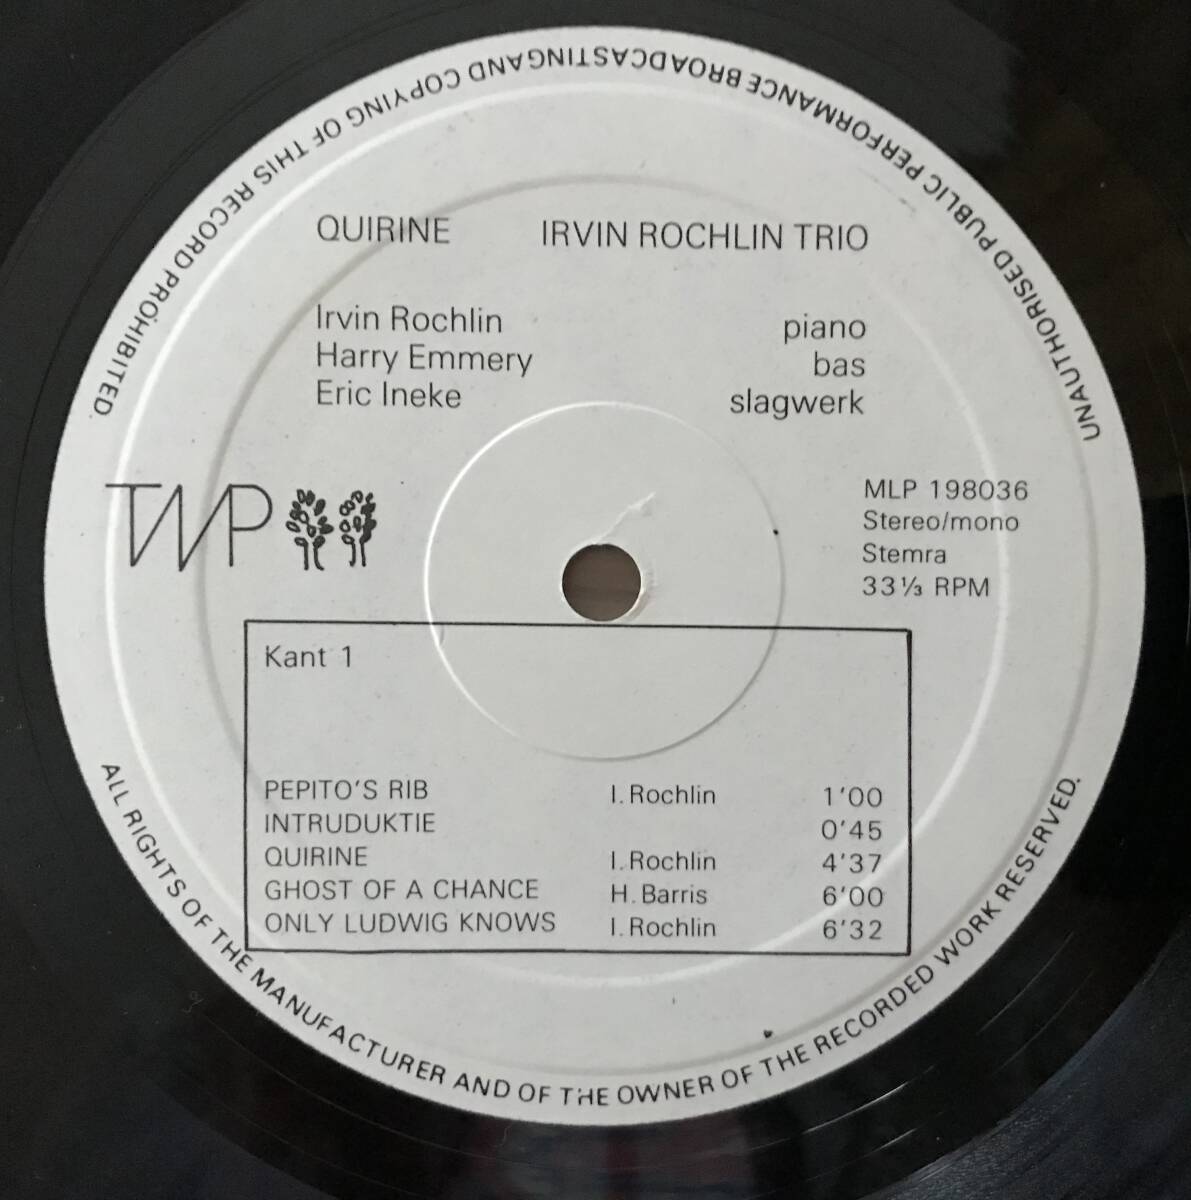 UNAUTHORISED PUBLIC PERFORMANCE BROADCASTING AND COPYING OF THIS RECORD PROHIBITED.
QUIRINE IRVIN ROCHLIN TRIO
Irvin Rochlin piano
Harry Emmery bas
Eric Ineke slagwerk
TMP
MLP 198036
Stereo/mono
Stemra
33⅓ RPM
Kant 1
PEPITO'S RIB I. Rochlin 1'00
INTRUDUKTIE 0'45
QUIRINE I. Rochlin 4'37
GHOST OF A CHANCE H. Barris 6'00
ONLY LUDWIG KNOWS I. Rochlin 6'32
ALL RIGHTS OF THE MANUFACTURER AND OF THE OWNER OF THE RECORDED WORK RESERVED.